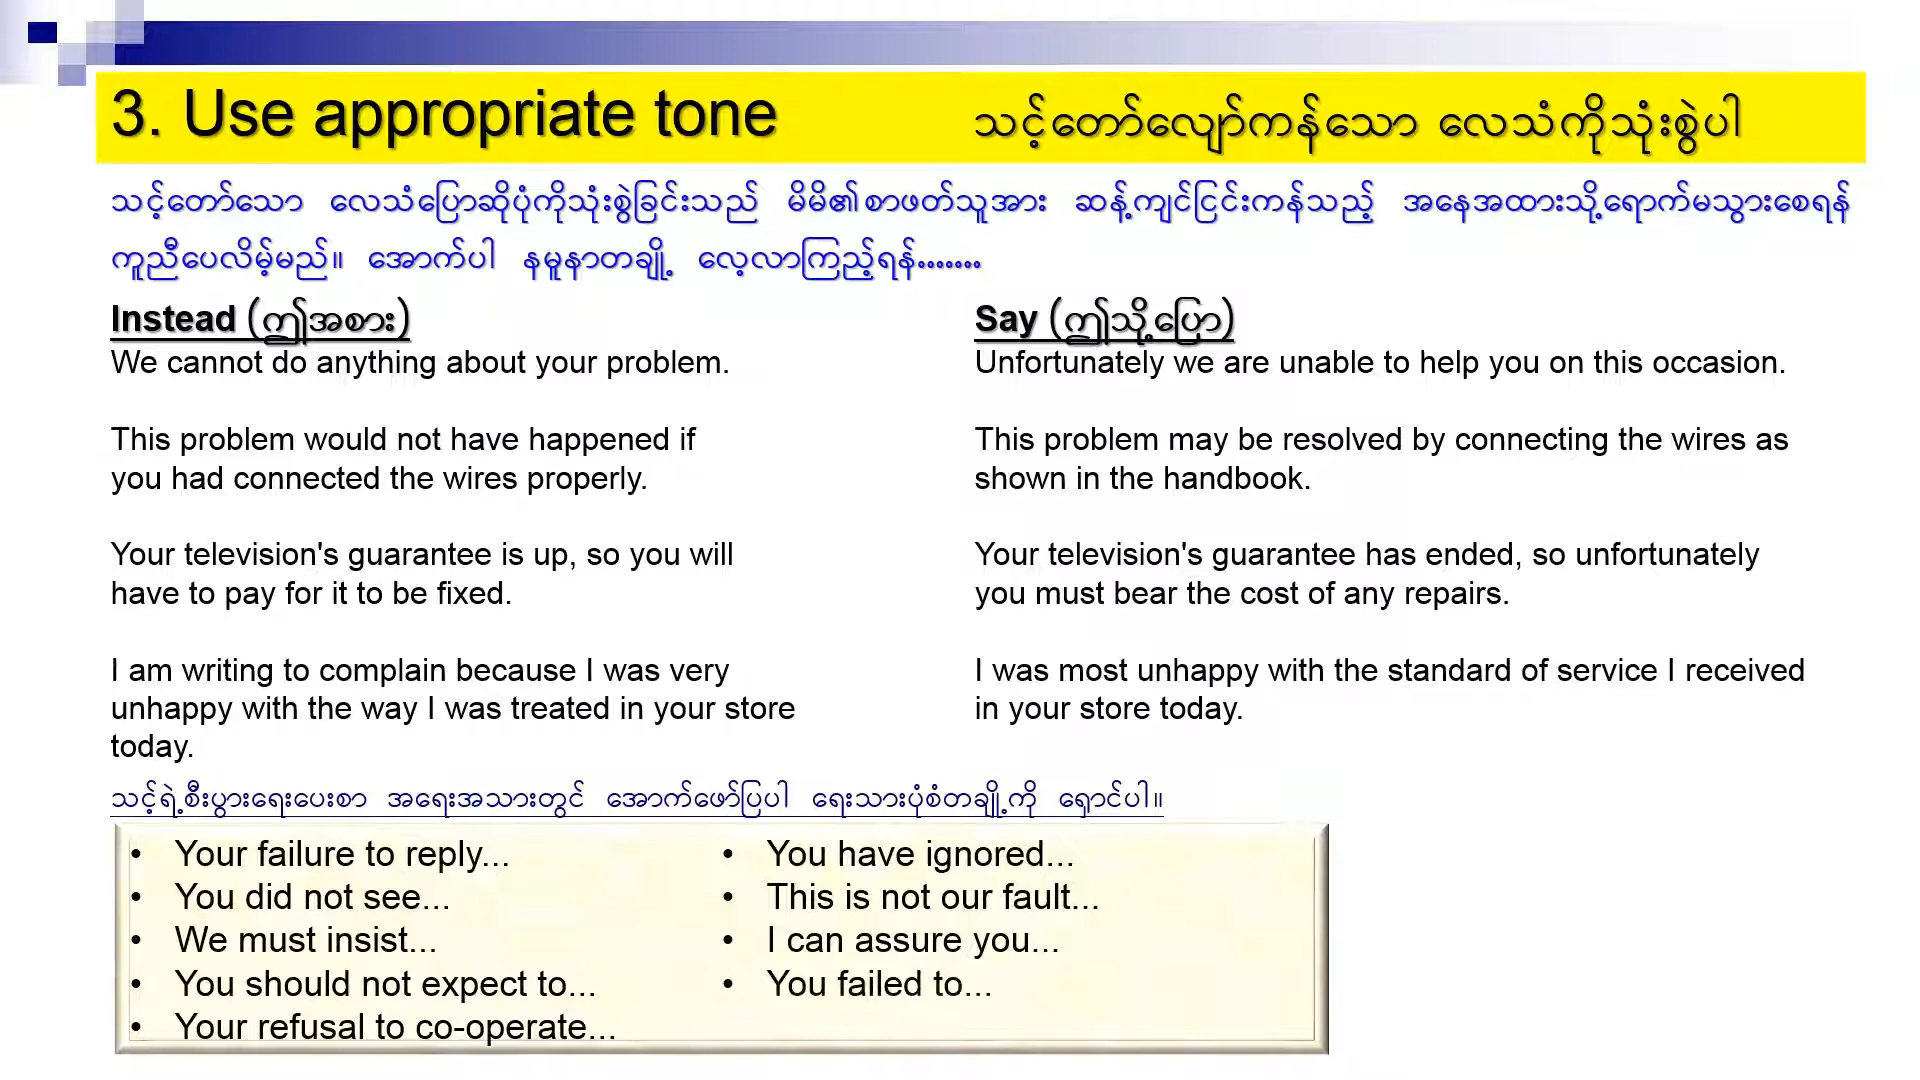 3. Use appropriate tone သင့်တော်လျော်ကန်သော လေသံကိုသုံးစွဲပါ
သင့်တော်သော လေသံပြောဆိုပုံကိုသုံးစွဲခြင်းသည် မိမိ၏စာဖတ်သူအား ဆန့်ကျင်ငြင်းကန်သည့် အနေအထားသို့ရောက်မသွားစေရန်
ကူညီပေလိမ့်မည်။ အောက်ပါ နမူနာတချို့ လေ့လာကြည့်ရန်.......
Instead (ဤအစား)
We cannot do anything about your problem.
This problem would not have happened if
you had connected the wires properly.
Your television's guarantee is up, so you will
have to pay for it to be fixed.
I am writing to complain because I was very
unhappy with the way I was treated in your store
today.
Say (ဤသို့ပြော)
Unfortunately we are unable to help you on this occasion.
This problem may be resolved by connecting the wires as
shown in the handbook.
Your television's guarantee has ended, so unfortunately
you must bear the cost of any repairs.
I was most unhappy with the standard of service I received
in your store today.
သင့်ရဲ့စီးပွားရေးပေးစာ အရေးအသားတွင် အောက်ဖော်ပြပါ ရေးသားပုံစံတချို့ကို ရှောင်ပါ။
• Your failure to reply...
• You did not see...
• We must insist...
• You should not expect to...
• Your refusal to co-operate...
• You have ignored...
• This is not our fault...
• I can assure you...
• You failed to...